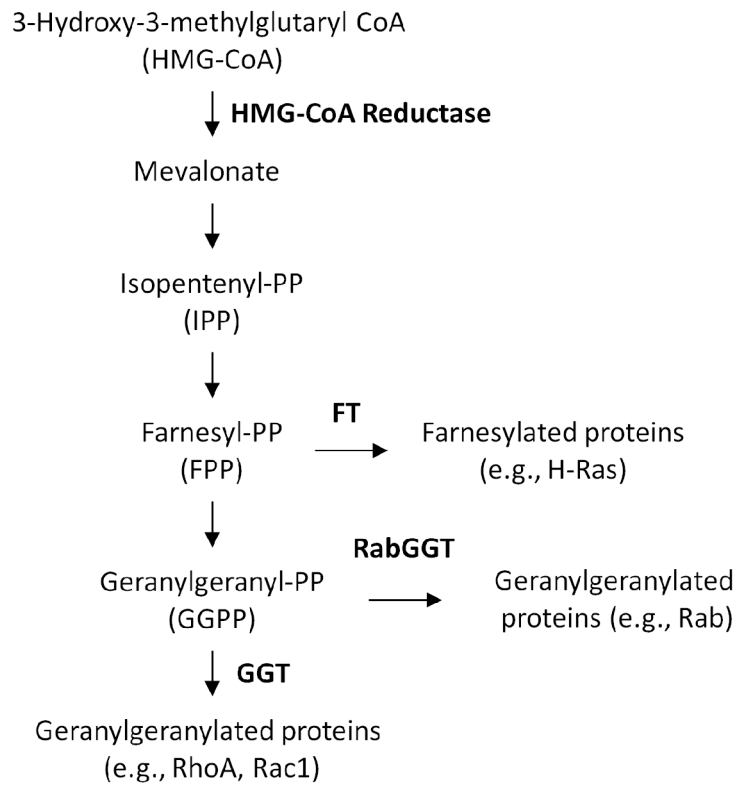 3-Hydroxy-3-methylglutaryl CoA
(HMG-CoA)
HMG-CoA Reductase
Mevalonate
Isopentenyl-PP
(IPP)
FT
Farnesyl-PP
(FPP)
Farnesylated proteins
(e.g., H-Ras)
RabGGT
Geranylgeranyl-PP
(GGPP)
Geranylgeranylated
proteins (e.g., Rab)
GGT
Geranylgeranylated proteins
(e.g., RhoA, Rac1)